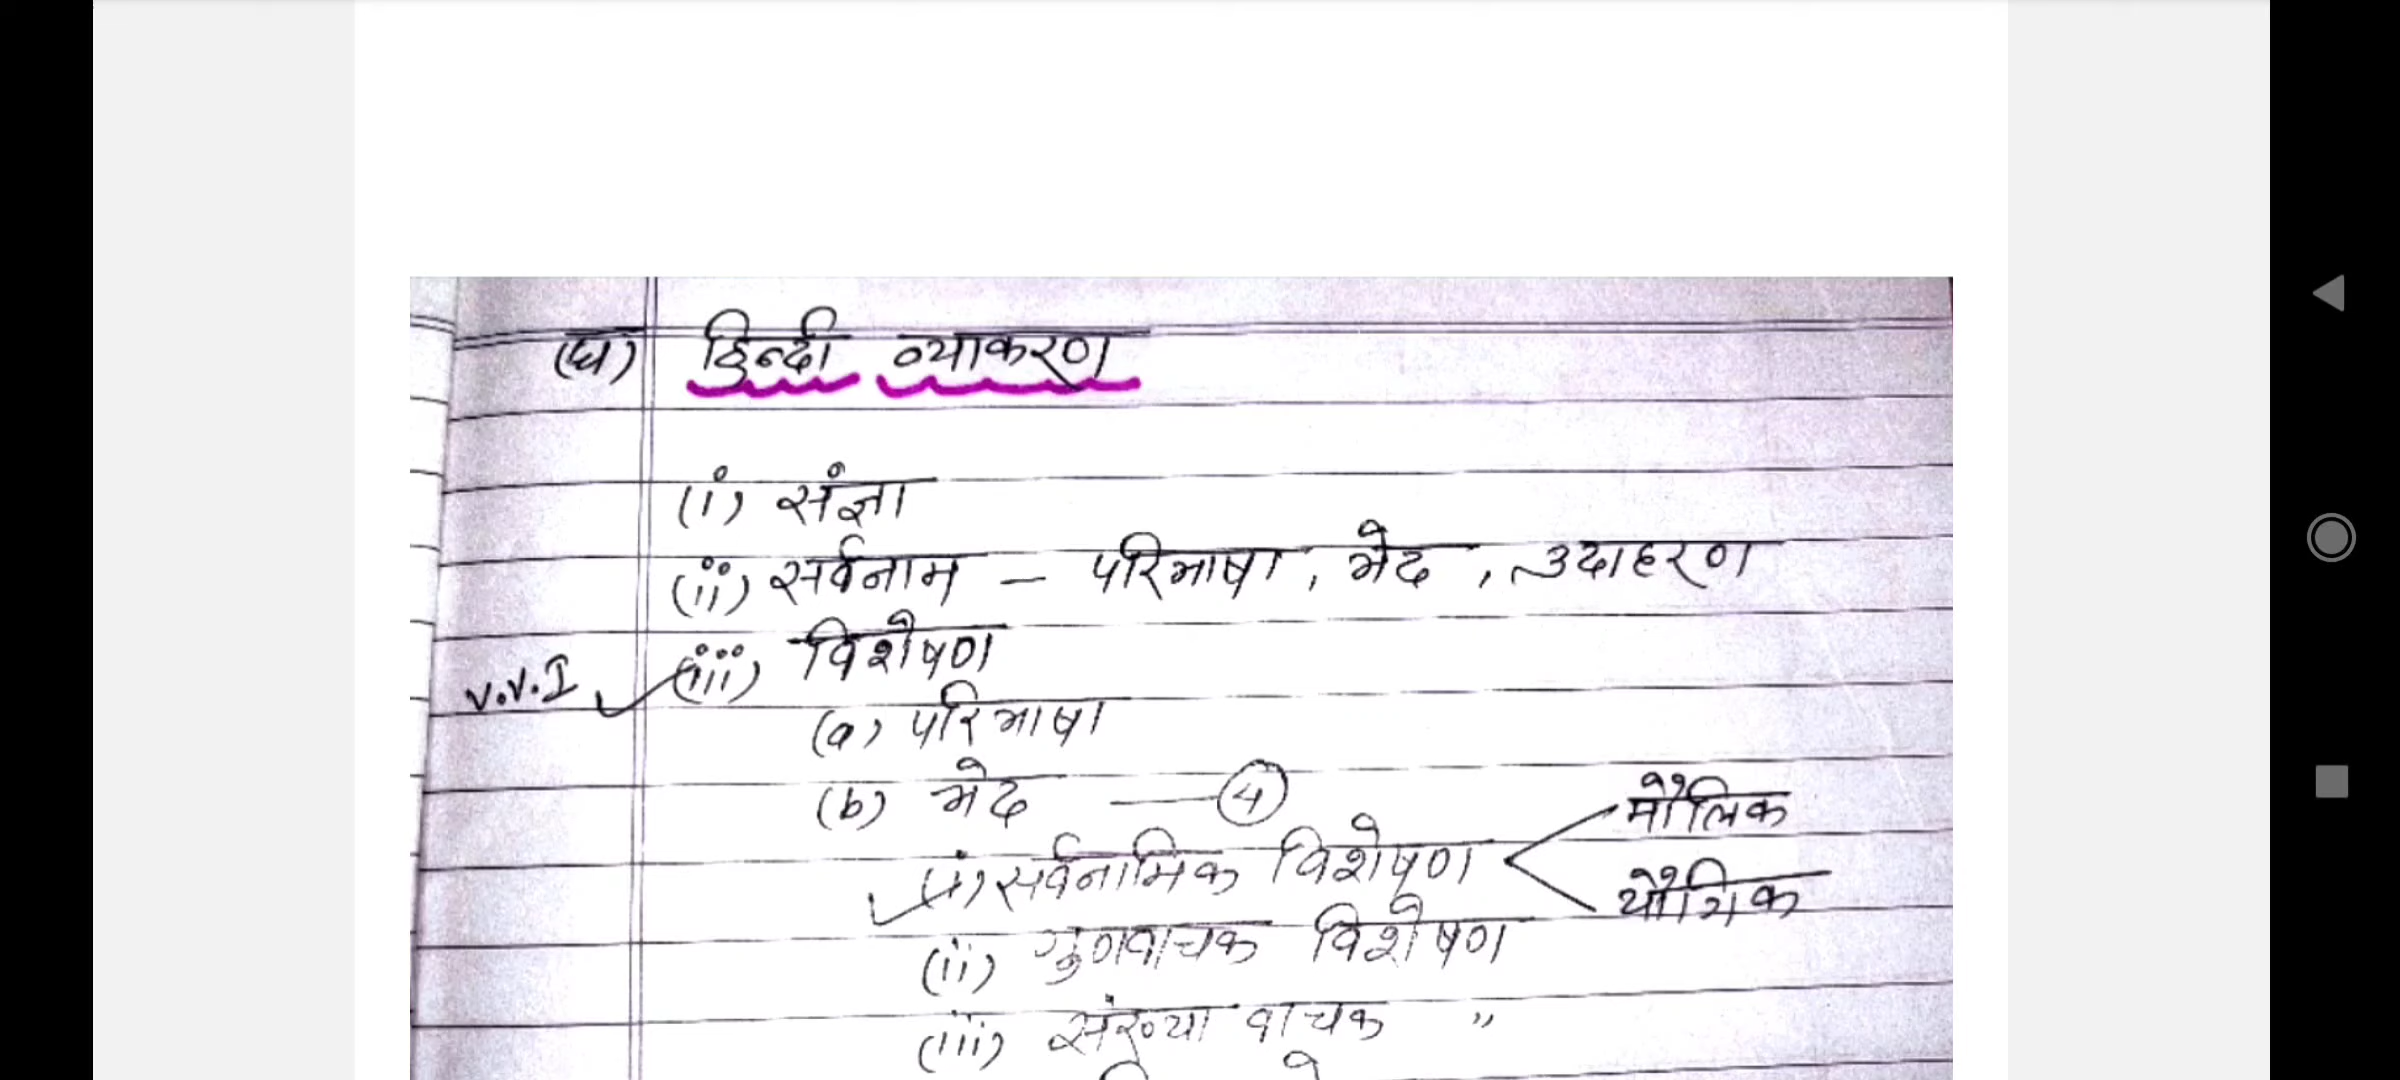 (घ) हिन्दी व्याकरण
(i) संज्ञा
(ii) सर्वनाम — परिभाषा, भेद, उदाहरण
V.V.I (iii) विशेषण
(a) परिभाषा
(b) भेद — 4
(i) सर्वनामिक विशेषण < मौलिक
यौगिक
(ii) गुणवाचक विशेषण
(iii) संख्या वाचक "